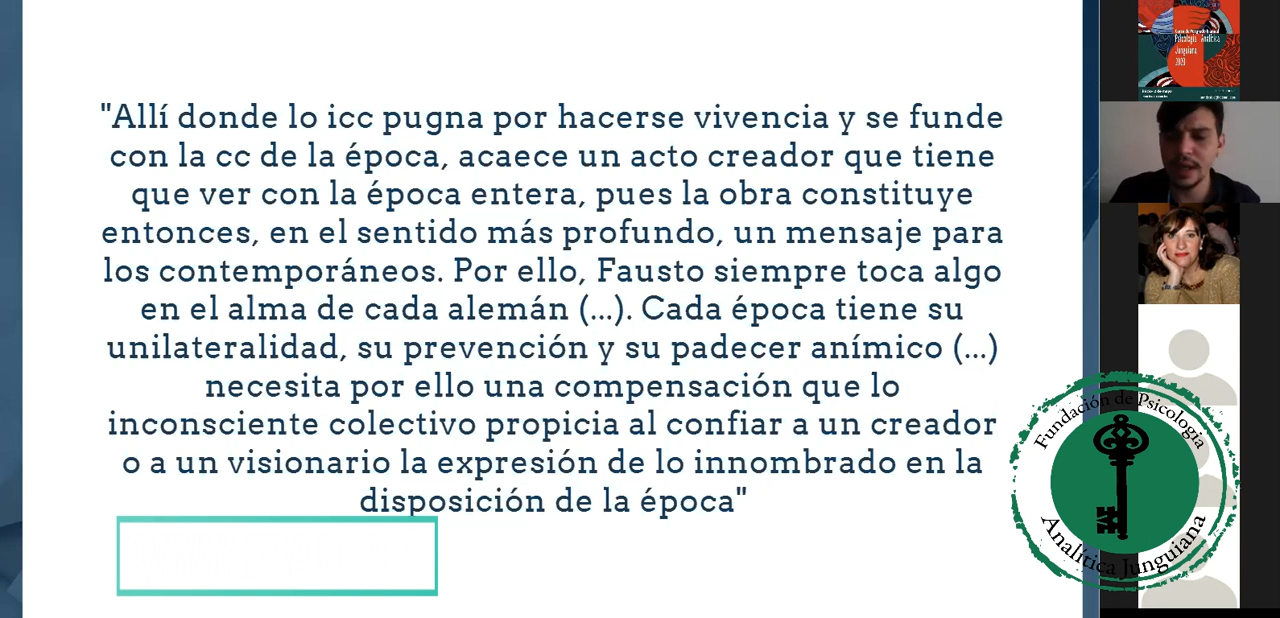 "Allí donde lo icc pugna por hacerse vivencia y se funde
con la cc de la época, acaece un acto creador que tiene
que ver con la época entera, pues la obra constituye
entonces, en el sentido más profundo, un mensaje para
los contemporáneos. Por ello, Fausto siempre toca algo
en el alma de cada alemán (...). Cada época tiene su
unilateralidad, su prevención y su padecer anímico (...)
necesita por ello una compensación que lo
inconsciente colectivo propicia al confiar a un creador
o a un visionario la expresión de lo innombrado en la
disposición de la época"
Psicología Analítica
Junguiana
2021
Fundación de Psicología
Analítica Junguiana